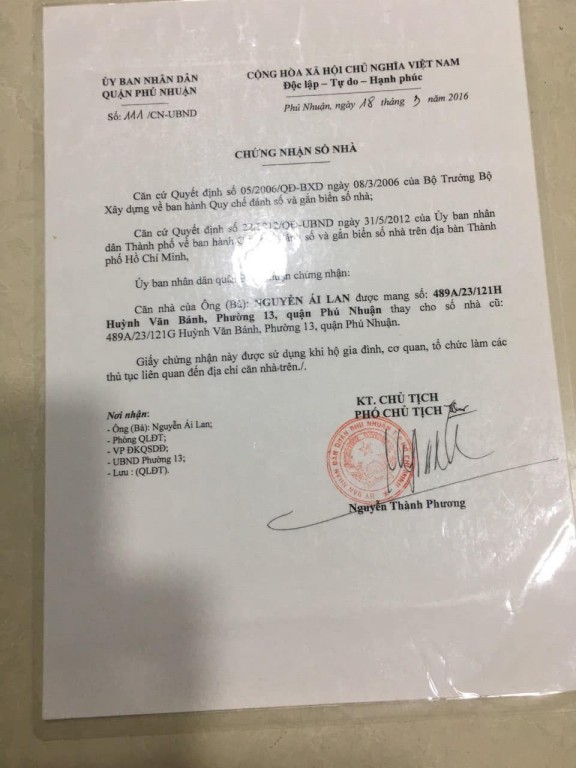 ỦY BAN NHÂN DÂN
QUẬN PHÚ NHUẬN
Số: 111 /CN-UBND
CỘNG HÒA XÃ HỘI CHỦ NGHĨA VIỆT NAM
Độc lập – Tự do – Hạnh phúc
Phú Nhuận, ngày 18 tháng 3 năm 2016
CHỨNG NHẬN SỐ NHÀ
Căn cứ Quyết định số 05/2006/QĐ-BXD ngày 08/3/2006 của Bộ Trưởng Bộ
Xây dựng về ban hành Quy chế đánh số và gắn biển số nhà;
Căn cứ Quyết định số /QĐ-UBND ngày 31/5/2012 của Ủy ban nhân
dân Thành phố về ban hành số và gắn biển số nhà trên địa bàn Thành
phố Hồ Chí Minh,
Ủy ban nhân dân quận chứng nhận:
Căn nhà của Ông (Bà): NGUYỄN ÁI LAN được mang số: 489A/23/121H
Huỳnh Văn Bánh, Phường 13, quận Phú Nhuận thay cho số nhà cũ:
489A/23/121G Huỳnh Văn Bánh, Phường 13, quận Phú Nhuận.
Giấy chứng nhận này được sử dụng khi hộ gia đình, cơ quan, tổ chức làm các
thủ tục liên quan đến địa chỉ căn nhà trên./.
Nơi nhận:
- Ông (Bà): Nguyễn Ái Lan;
- Phòng QLĐT;
- VP ĐKQSDĐ;
- UBND Phường 13;
- Lưu : (QLĐT).
KT. CHỦ TỊCH
PHÓ CHỦ TỊCH
Nguyễn Thành Phương